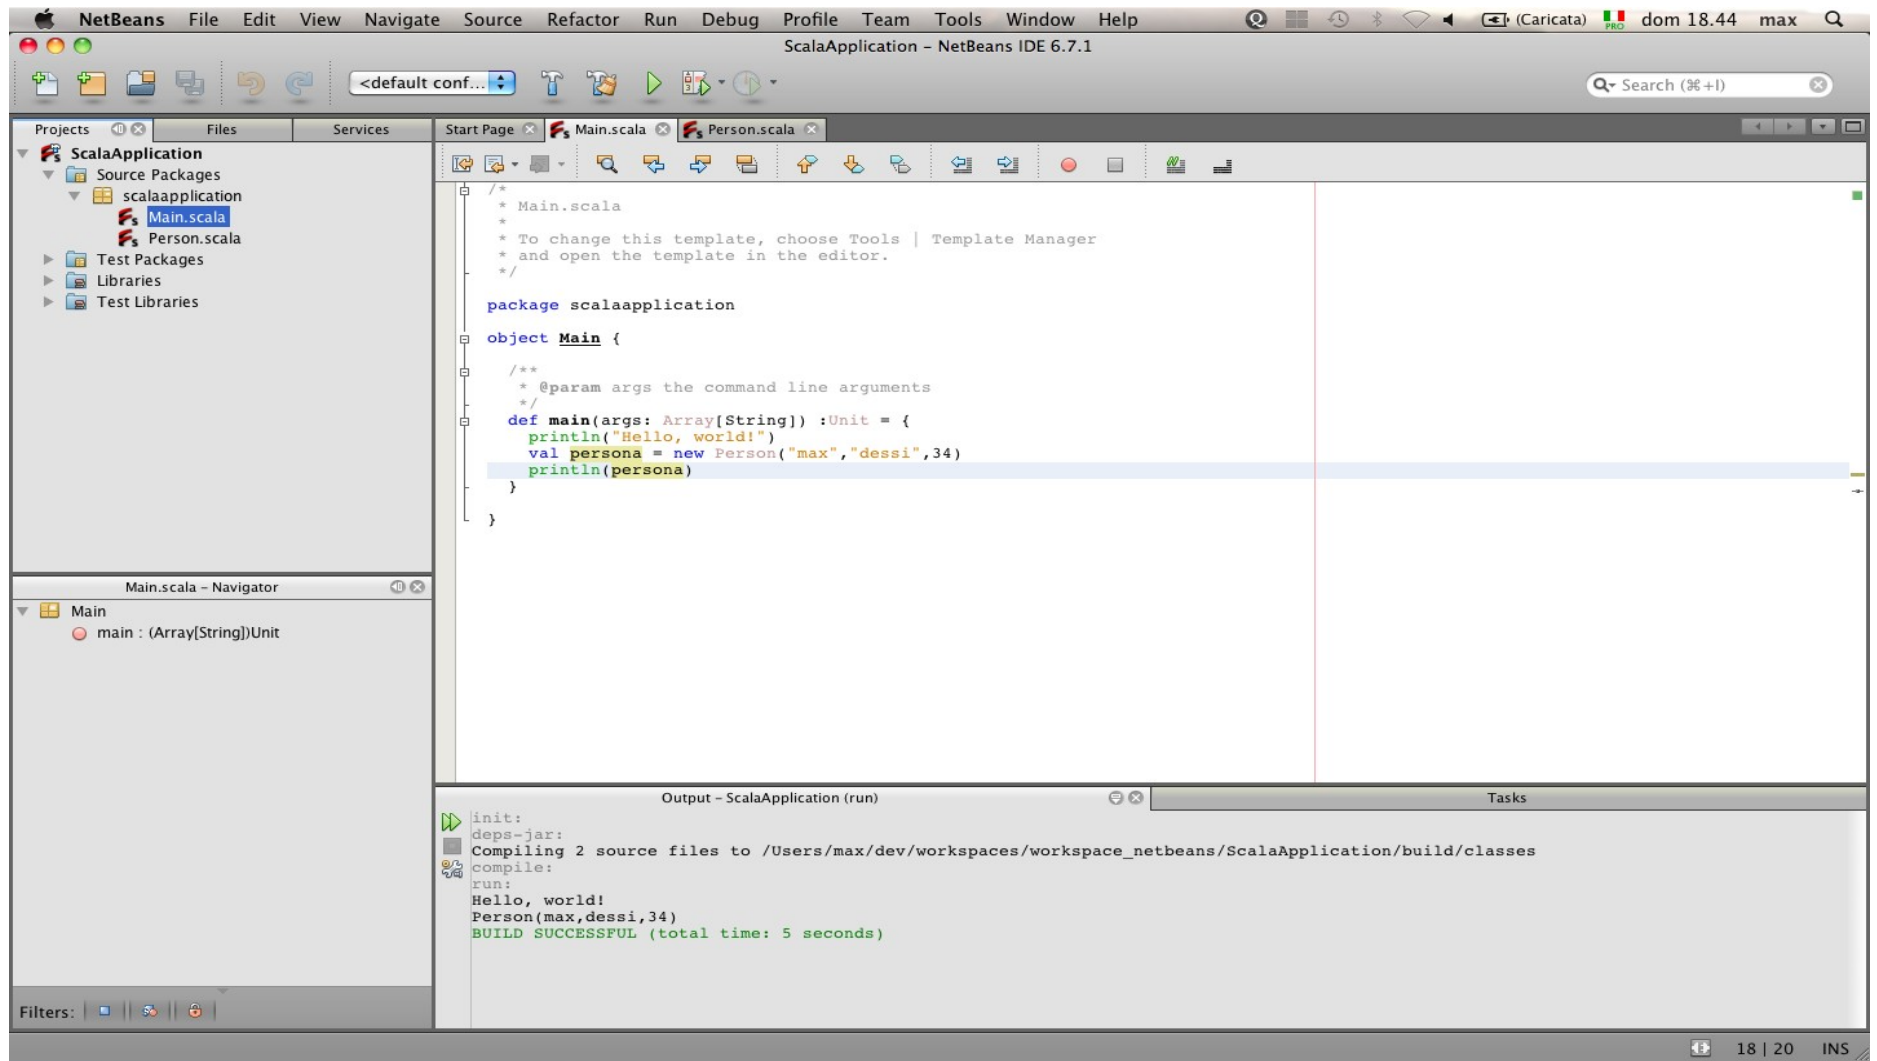 NetBeans File Edit View Navigate Source Refactor Run Debug Profile Team Tools Window Help (Caricata) PRO dom 18.44 max
ScalaApplication – NetBeans IDE 6.7.1
<default conf... Search (⌘+I)
Projects Files Services
ScalaApplication
Source Packages
scalaapplication
Main.scala
Person.scala
Test Packages
Libraries
Test Libraries
Main.scala – Navigator
Main
main : (Array[String])Unit
Filters:
Start Page Main.scala Person.scala
/*
* Main.scala
*
* To change this template, choose Tools | Template Manager
* and open the template in the editor.
*/
package scalaapplication
object Main {
/**
* @param args the command line arguments
*/
def main(args: Array[String]) :Unit = {
println("Hello, world!")
val persona = new Person("max","dessi",34)
println(persona)
}
}
Output – ScalaApplication (run) Tasks
init:
deps-jar:
Compiling 2 source files to /Users/max/dev/workspaces/workspace_netbeans/ScalaApplication/build/classes
compile:
run:
Hello, world!
Person(max,dessi,34)
BUILD SUCCESSFUL (total time: 5 seconds)
18 | 20 INS